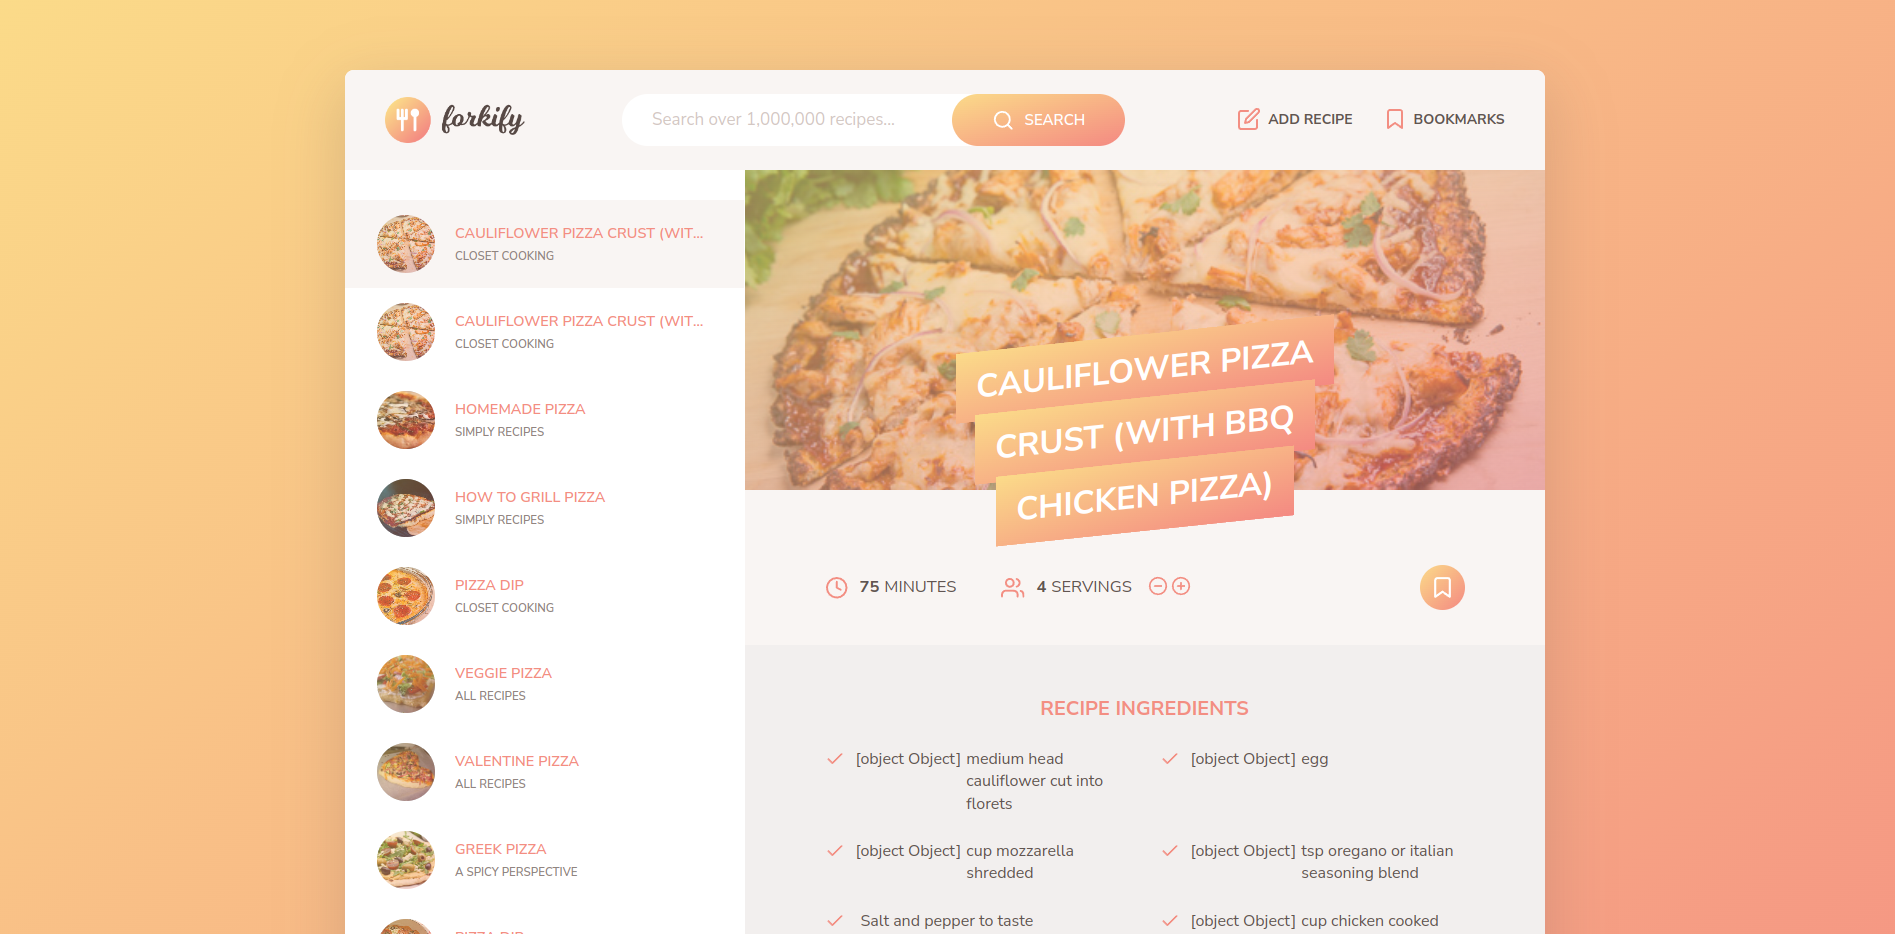 forkify
Search over 1,000,000 recipes...
SEARCH
ADD RECIPE
BOOKMARKS
CAULIFLOWER PIZZA CRUST (WIT...
CLOSET COOKING
CAULIFLOWER PIZZA CRUST (WIT...
CLOSET COOKING
HOMEMADE PIZZA
SIMPLY RECIPES
HOW TO GRILL PIZZA
SIMPLY RECIPES
PIZZA DIP
CLOSET COOKING
VEGGIE PIZZA
ALL RECIPES
VALENTINE PIZZA
ALL RECIPES
GREEK PIZZA
A SPICY PERSPECTIVE
CAULIFLOWER PIZZA
CRUST (WITH BBQ
CHICKEN PIZZA)
75 MINUTES
4 SERVINGS
RECIPE INGREDIENTS
[object Object] medium head
cauliflower cut into
florets
[object Object] egg
[object Object] cup mozzarella
shredded
[object Object] tsp oregano or italian
seasoning blend
Salt and pepper to taste
[object Object] cup chicken cooked